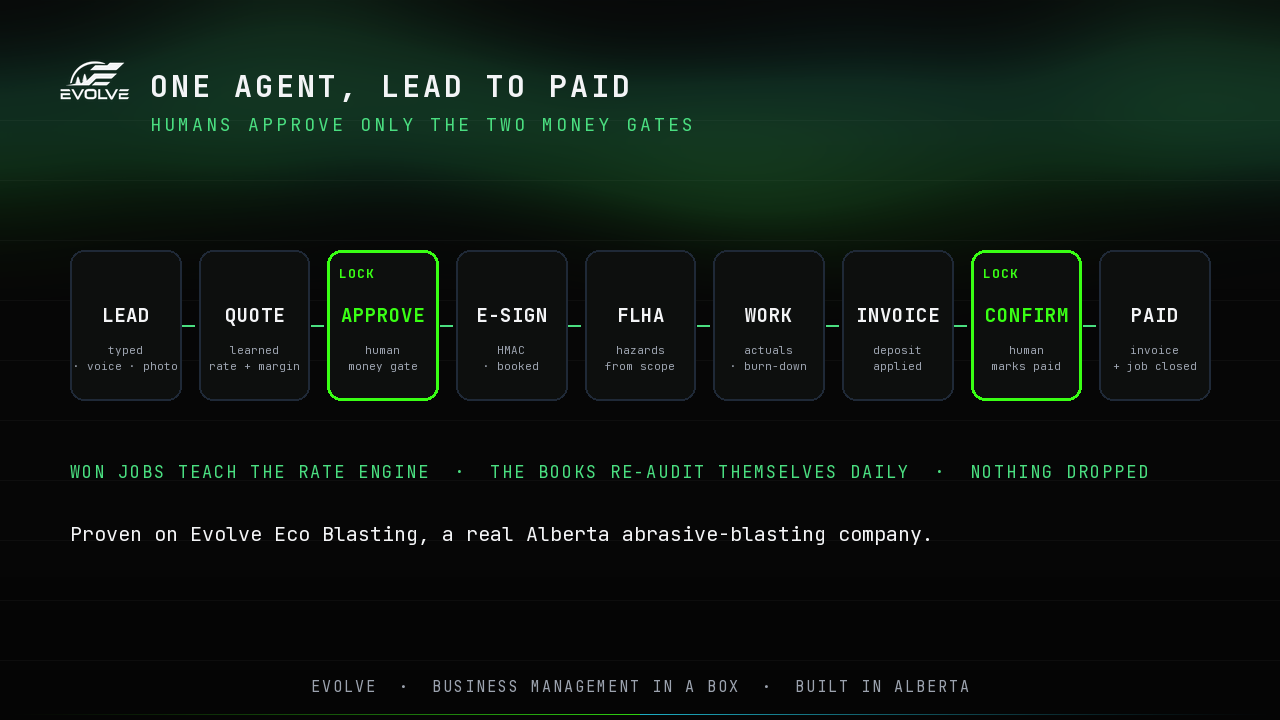 EVOLVE
ONE AGENT, LEAD TO PAID
HUMANS APPROVE ONLY THE TWO MONEY GATES
LEAD
typed
· voice · photo
QUOTE
learned
rate + margin
LOCK
APPROVE
human
money gate
E-SIGN
HMAC
· booked
FLHA
hazards
from scope
WORK
actuals
· burn-down
INVOICE
deposit
applied
LOCK
CONFIRM
human
marks paid
PAID
invoice
+ job closed
WON JOBS TEACH THE RATE ENGINE · THE BOOKS RE-AUDIT THEMSELVES DAILY · NOTHING DROPPED
Proven on Evolve Eco Blasting, a real Alberta abrasive-blasting company.
EVOLVE · BUSINESS MANAGEMENT IN A BOX · BUILT IN ALBERTA